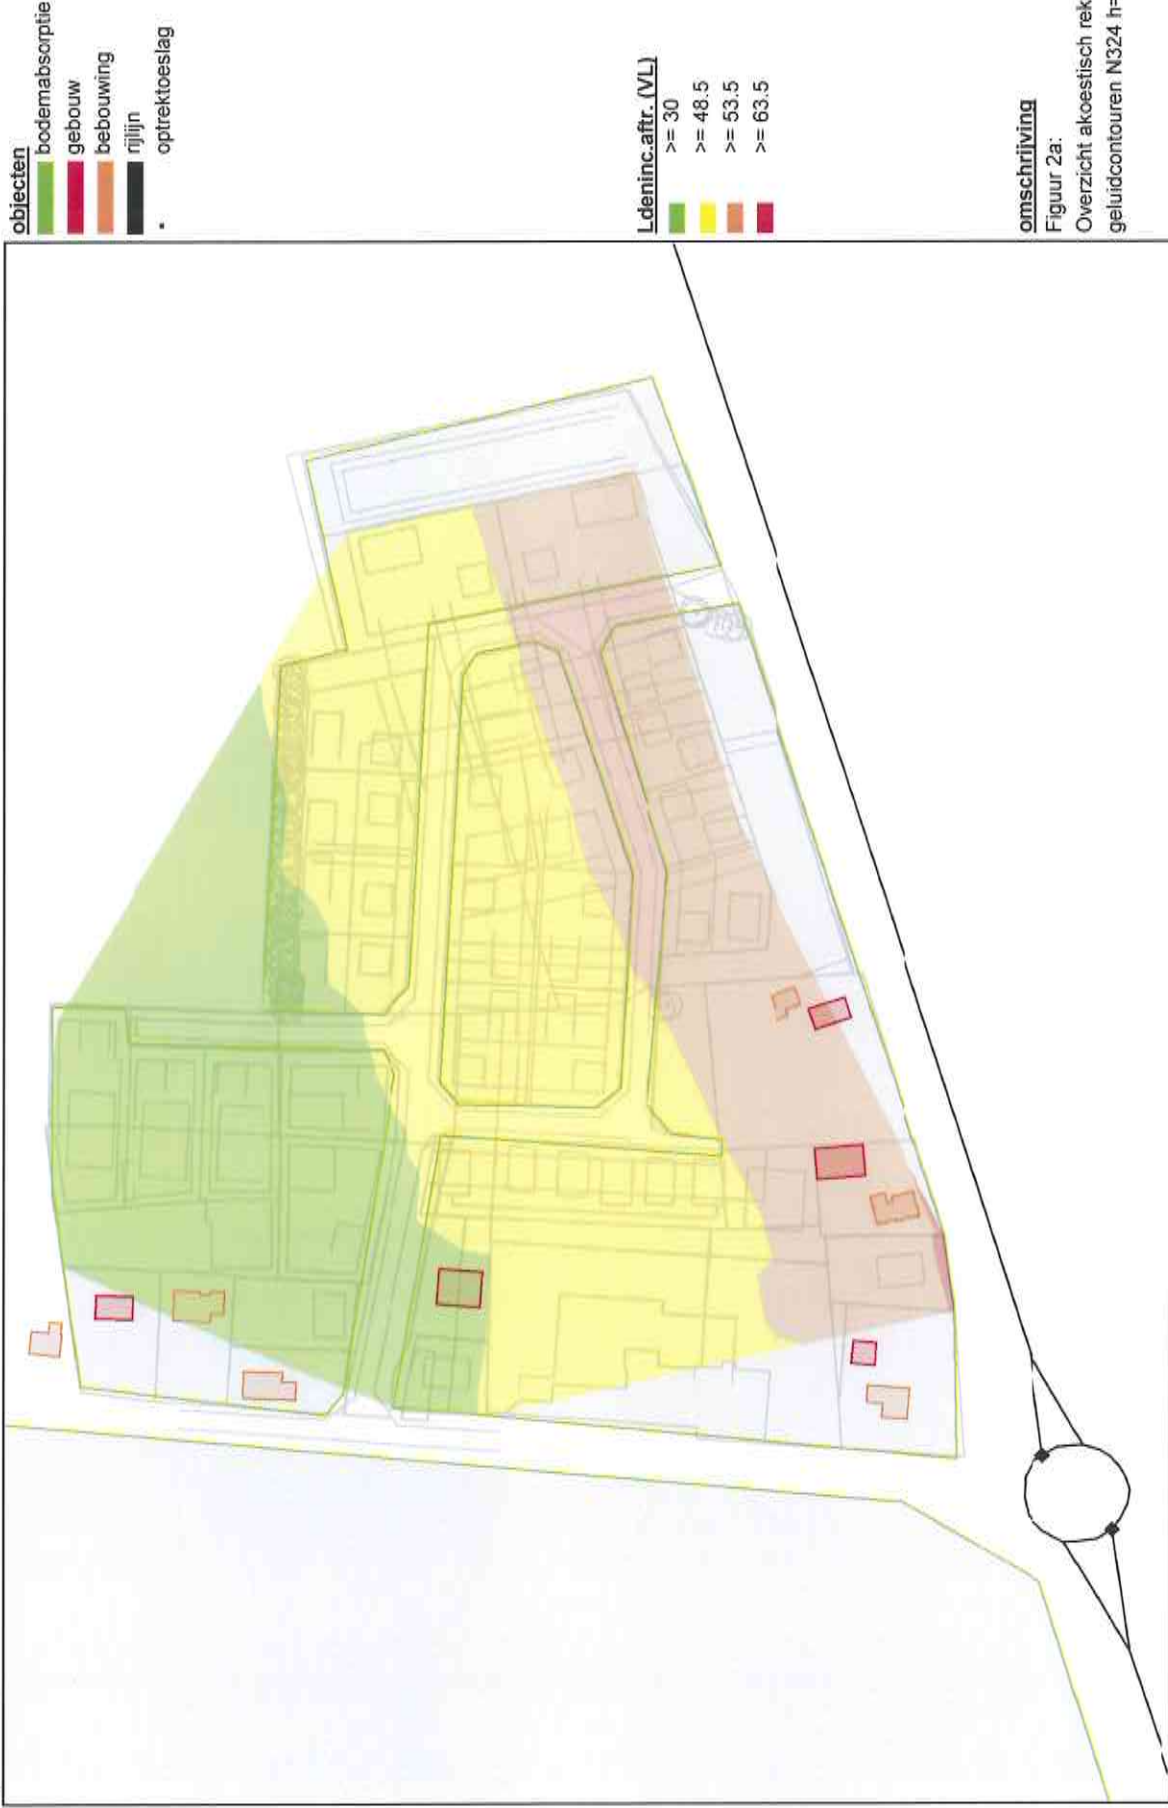 objecten
bodemabsorptie
gebouw
bebouwing
rijlijn
optrektoeslag
Ldeninc.aftr. (VL)
>= 30
>= 48.5
>= 53.5
>= 63.5
omschrijving
Figuur 2a:
Overzicht akoestisch rek
geluidcontouren N324 h=